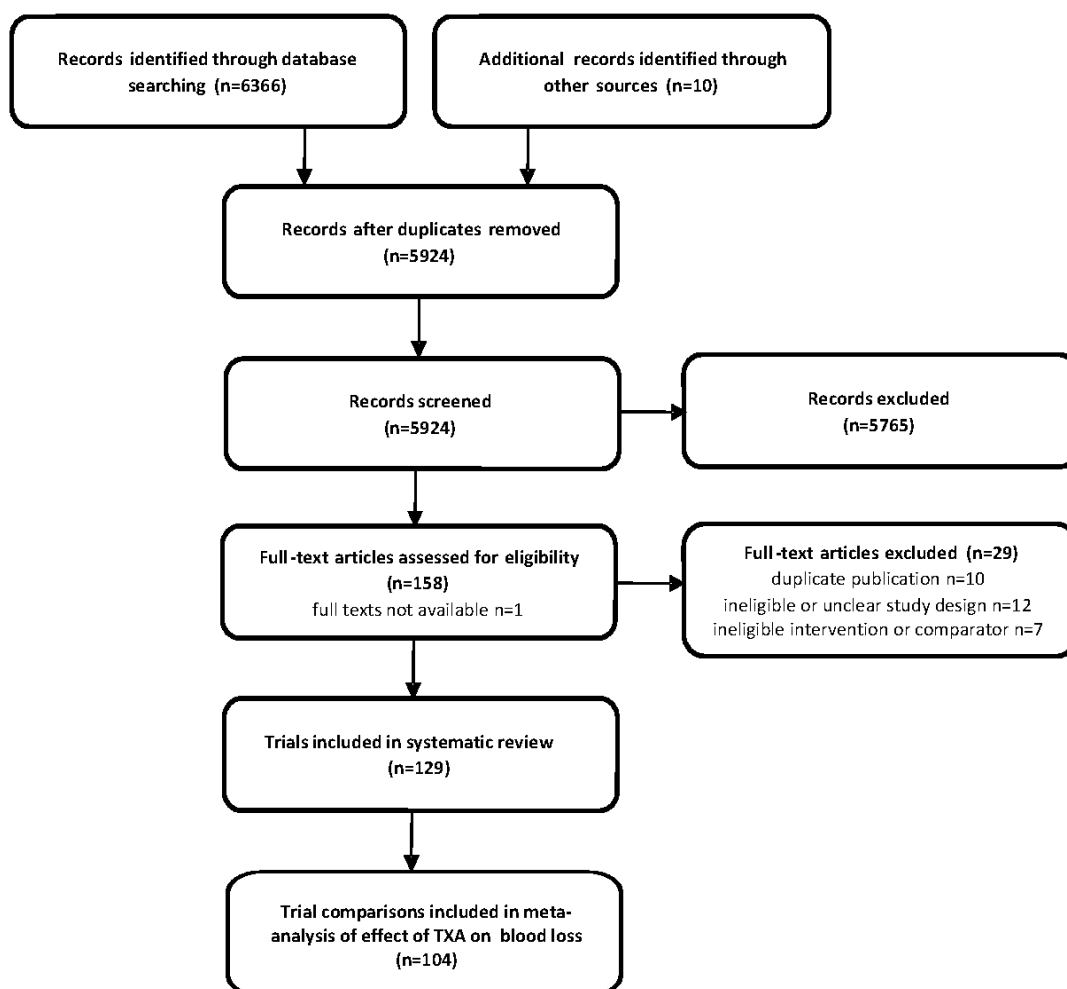 Records identified through database
searching (n=6366)
Additional records identified through
other sources (n=10)
Records after duplicates removed
(n=5924)
Records screened
(n=5924)
Records excluded
(n=5765)
Full-text articles assessed for eligibility
(n=158)
full texts not available n=1
Full-text articles excluded (n=29)
duplicate publication n=10
ineligible or unclear study design n=12
ineligible intervention or comparator n=7
Trials included in systematic review
(n=129)
Trial comparisons included in meta-
analysis of effect of TXA on blood loss
(n=104)